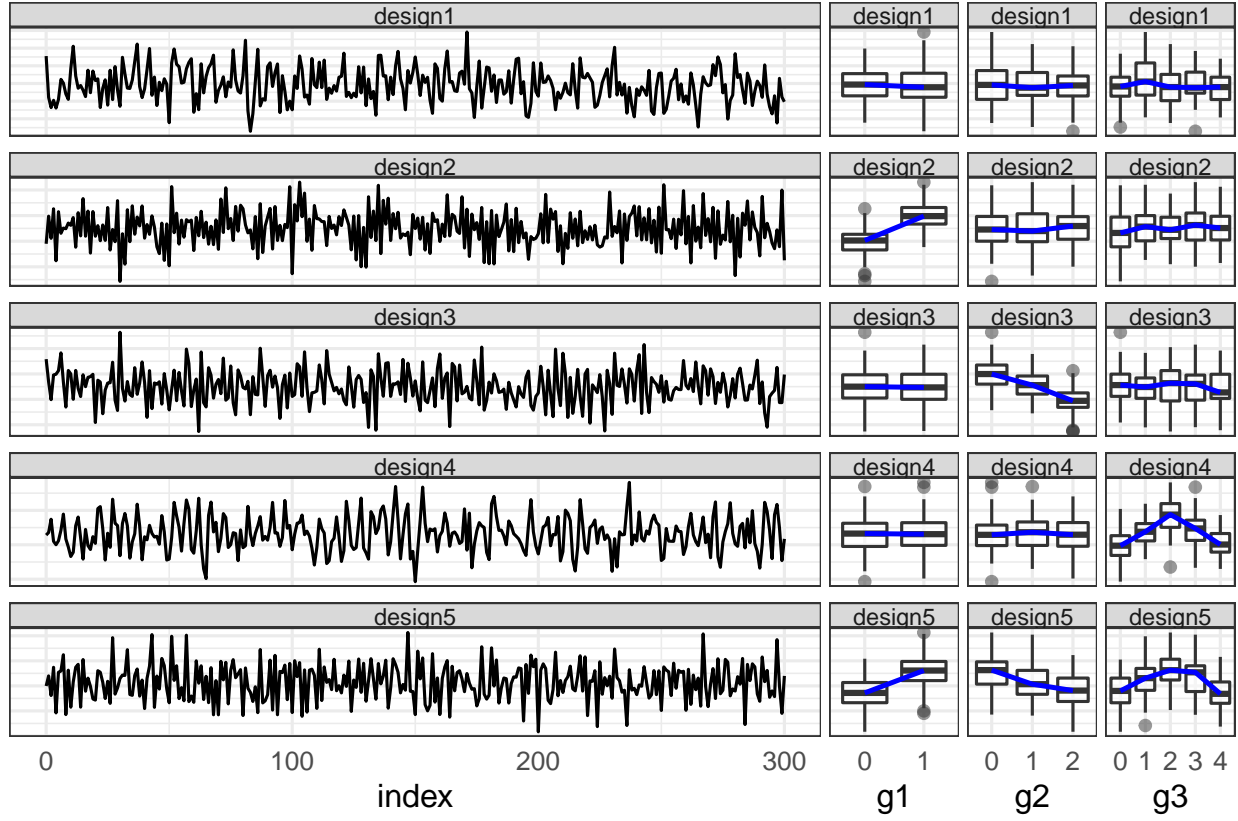 design1 design1 design1 design1
design2 design2 design2 design2
design3 design3 design3 design3
design4 design4 design4 design4
design5 design5 design5 design5
0 100 200 300 0 1 0 1 2 0 1 2 3 4
index g1 g2 g3